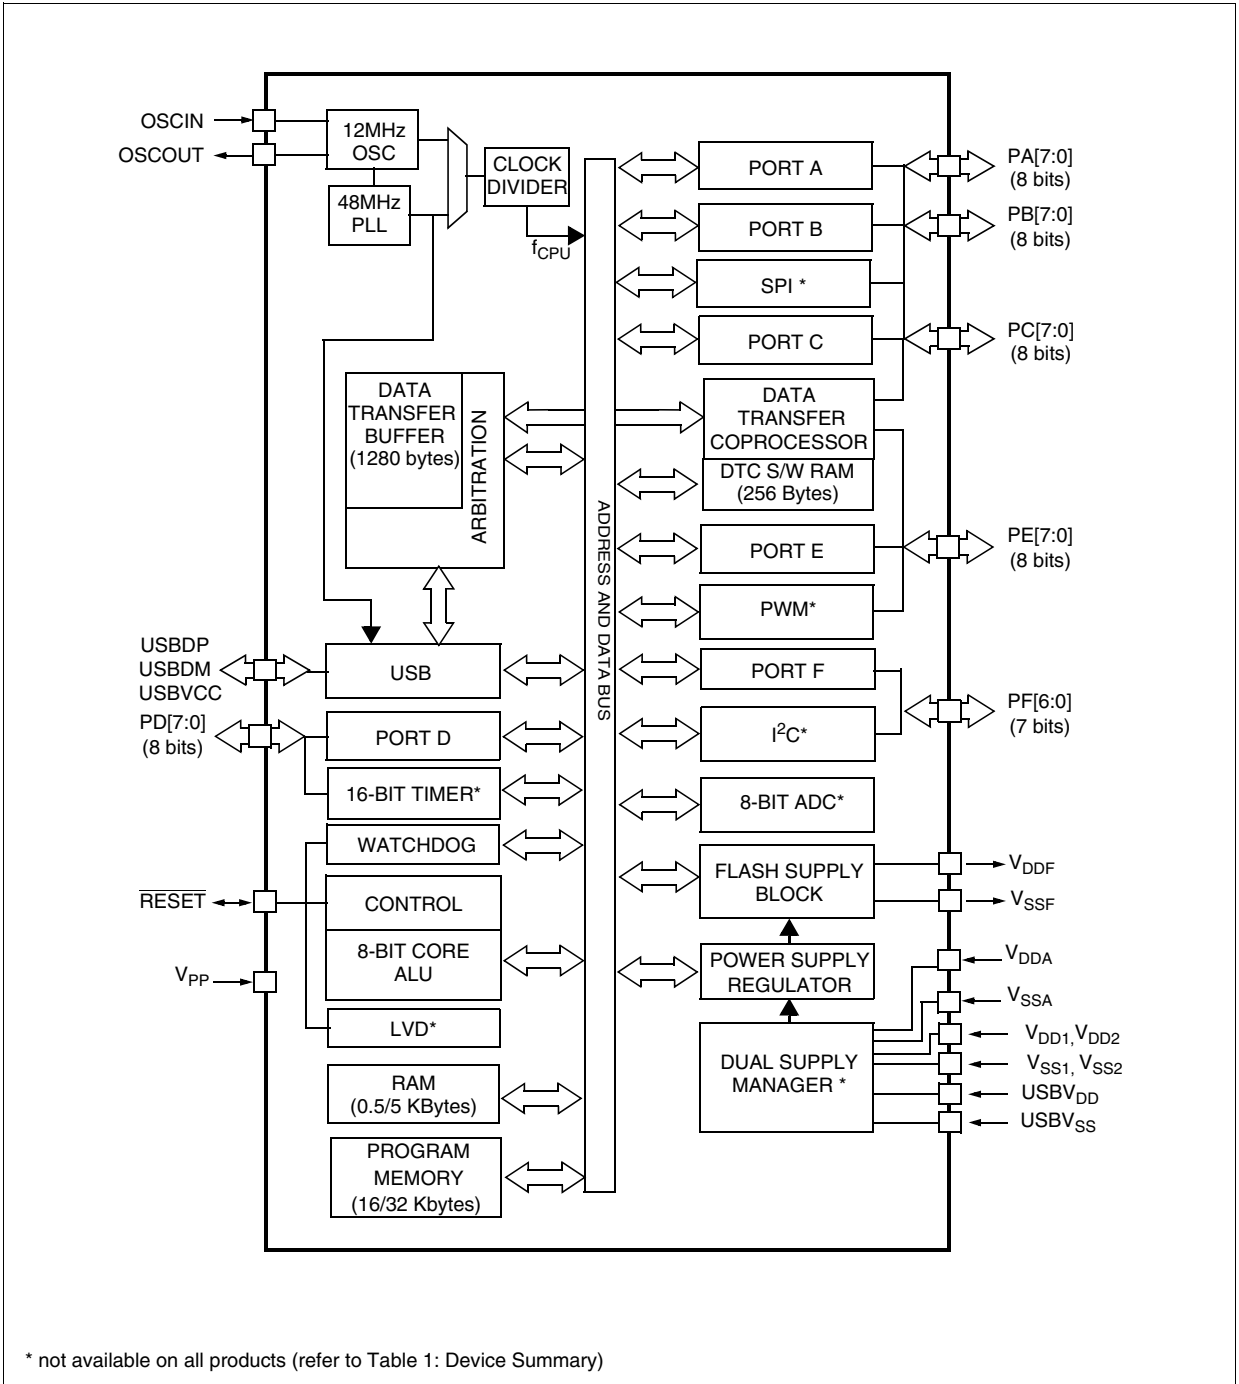 OSCIN
OSCOUT
12MHz
OSC
48MHz
PLL
CLOCK
DIVIDER
fCPU
DATA
TRANSFER
BUFFER
(1280 bytes)
ARBITRATION
USBDP
USBDM
USBVCC
USB
PD[7:0]
(8 bits)
PORT D
16-BIT TIMER*
WATCHDOG
RESET
CONTROL
8-BIT CORE
ALU
VPP
LVD*
RAM
(0.5/5 KBytes)
PROGRAM
MEMORY
(16/32 Kbytes)
ADDRESS AND DATA BUS
PORT A
PA[7:0]
(8 bits)
PORT B
PB[7:0]
(8 bits)
SPI *
PORT C
PC[7:0]
(8 bits)
DATA
TRANSFER
COPROCESSOR
DTC S/W RAM
(256 Bytes)
PORT E
PE[7:0]
(8 bits)
PWM*
PORT F
PF[6:0]
(7 bits)
I2C*
8-BIT ADC*
FLASH SUPPLY
BLOCK
VDDF
VSSF
POWER SUPPLY
REGULATOR
VDDA
VSSA
DUAL SUPPLY
MANAGER *
VDD1,VDD2
VSS1, VSS2
USBVDD
USBVSS
* not available on all products (refer to Table 1: Device Summary)